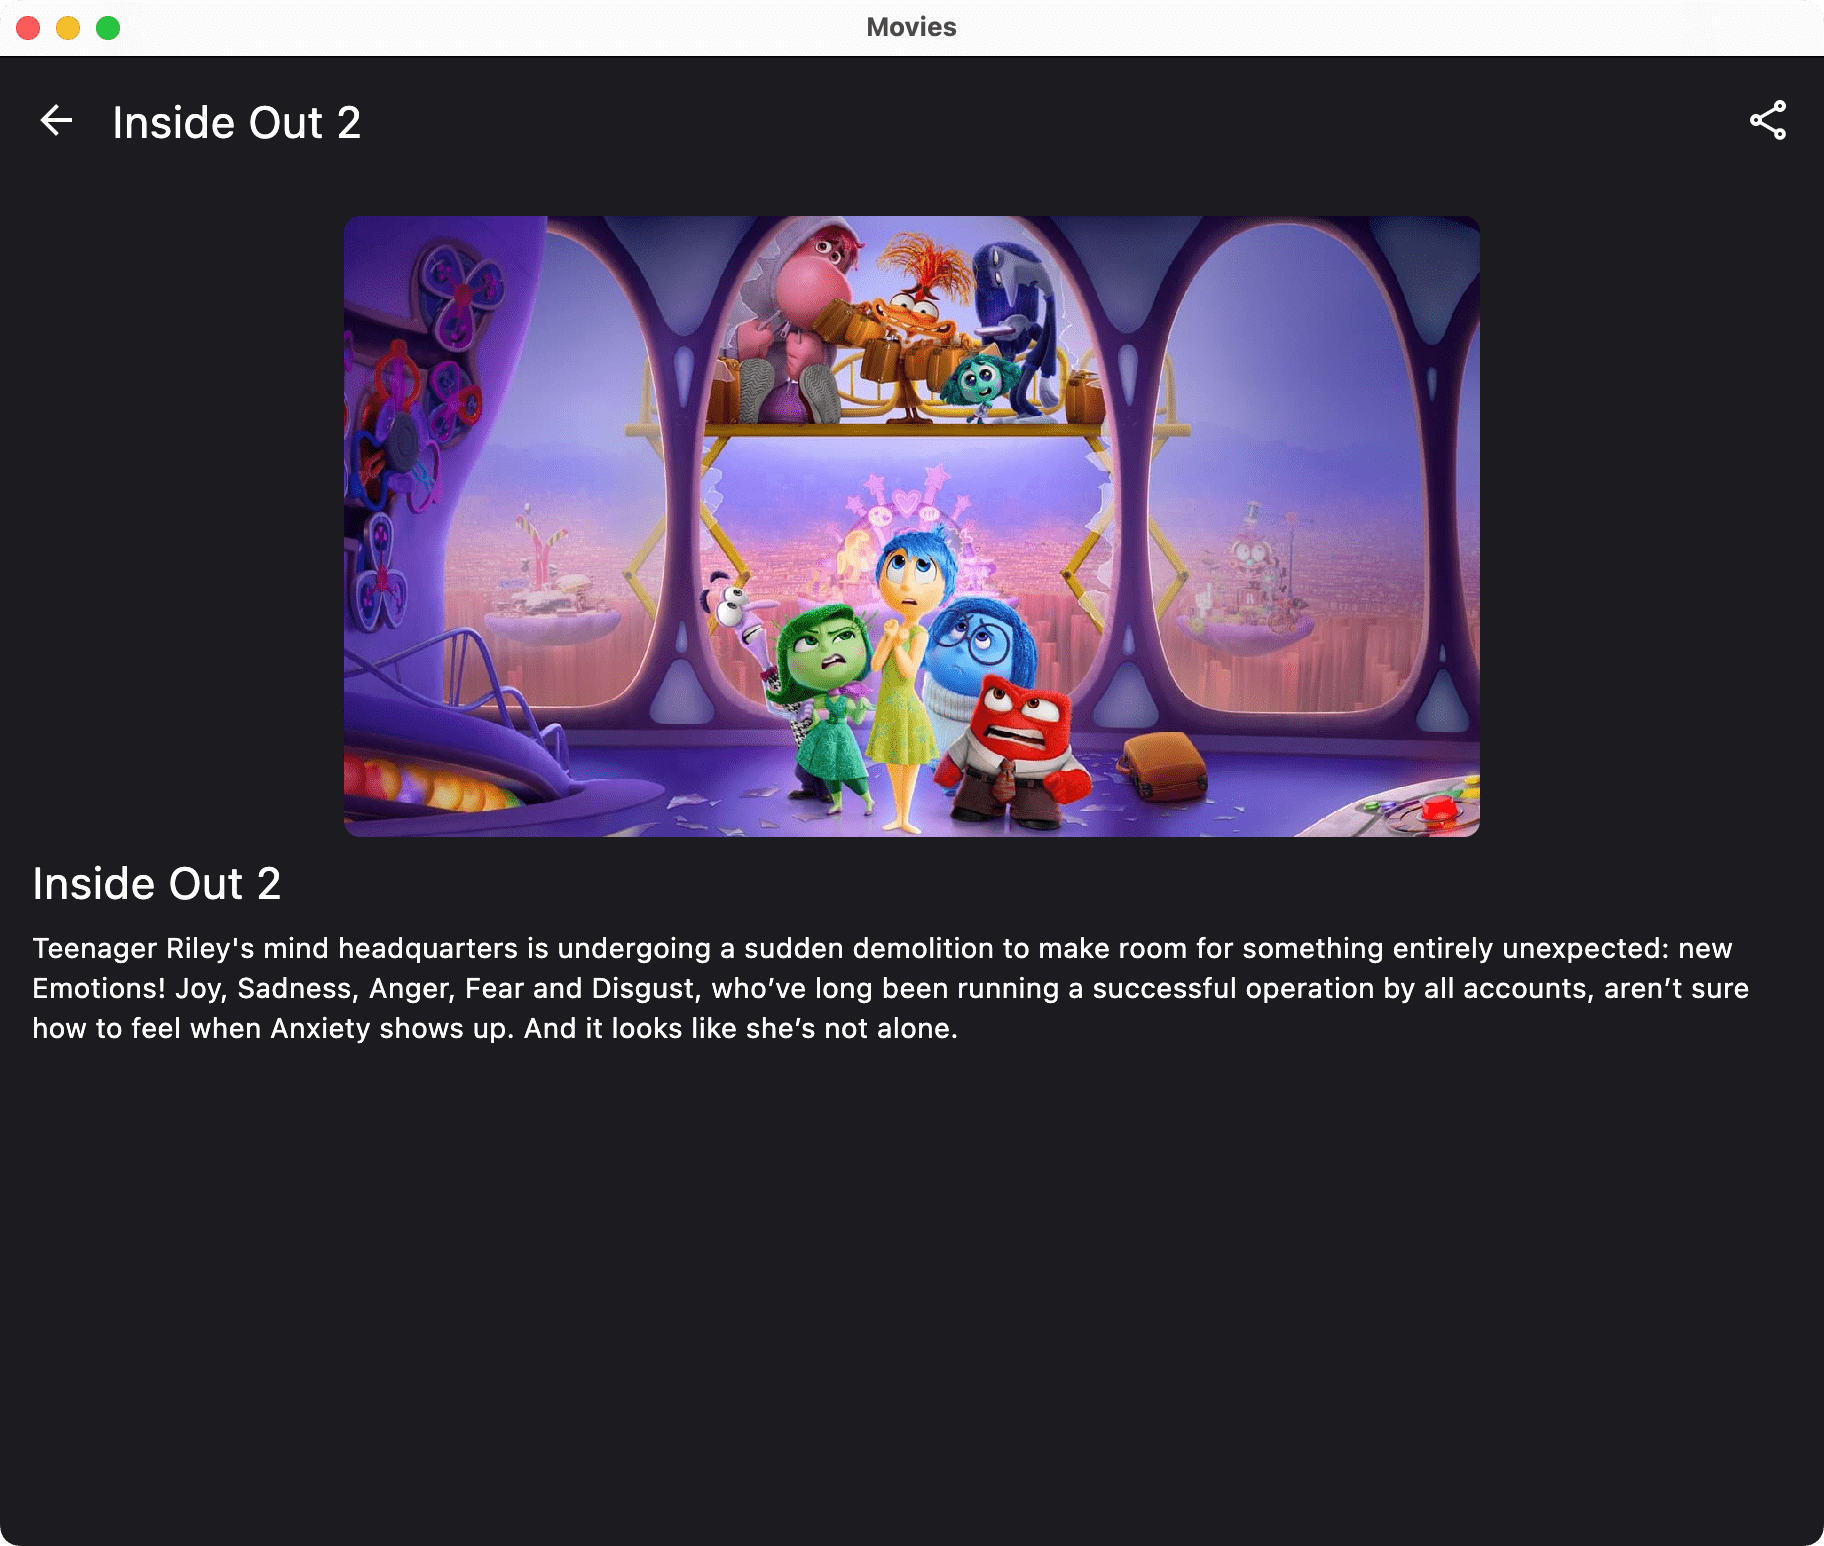 Movies
Inside Out 2
Inside Out 2
Teenager Riley's mind headquarters is undergoing a sudden demolition to make room for something entirely unexpected: new
Emotions! Joy, Sadness, Anger, Fear and Disgust, who’ve long been running a successful operation by all accounts, aren’t sure
how to feel when Anxiety shows up. And it looks like she’s not alone.